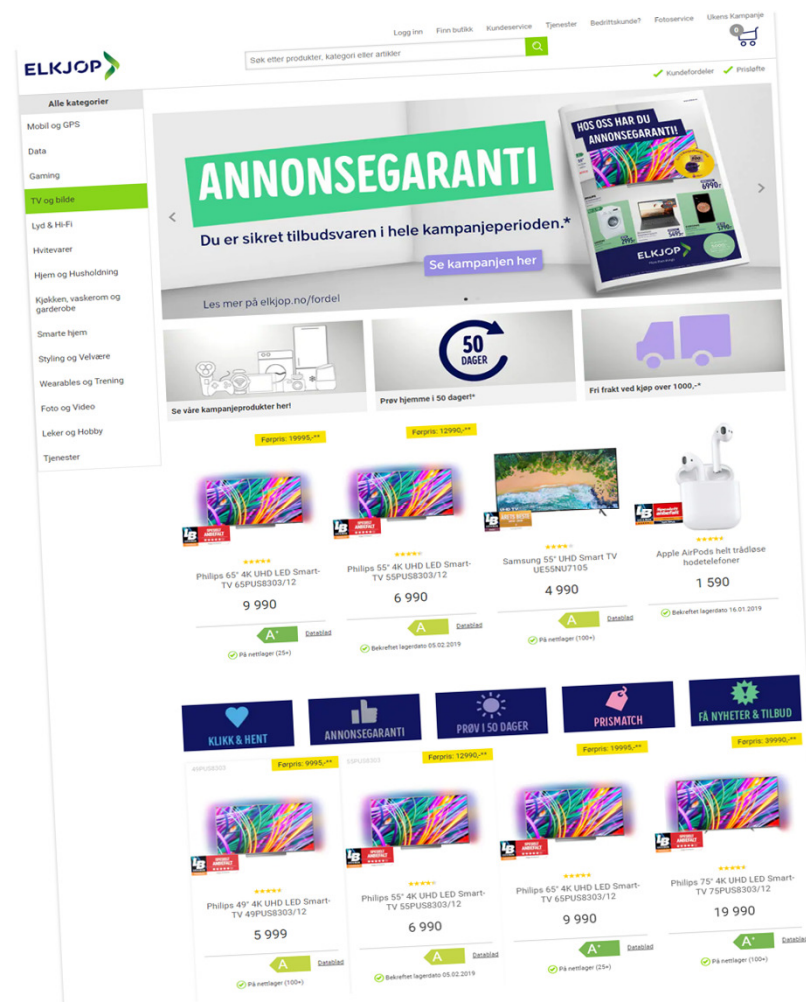 Logg inn Finn butikk Kundeservice Tjenester Bedriftskunde? Fotoservice Ukens Kampanje
ELKJOP
Søk etter produkter, kategori eller artikler
0
Kundefordeler Prisløfte
Alle kategorier
Mobil og GPS
Data
Gaming
TV og bilde
Lyd & Hi-Fi
Hvitevarer
Hjem og Husholdning
Kjøkken, vaskerom og
garderobe
Smarte hjem
Styling og Velvære
Wearables og Trening
Foto og Video
Leker og Hobby
Tjenester
ANNONSEGARANTI
Du er sikret tilbudsvaren i hele kampanjeperioden.*
Se kampanjen her
Les mer på elkjop.no/fordel
HOS OSS HAR DU
ANNONSEGARANTI!
6990.-
ELKJOP
Se våre kampanjeprodukter her!
50
DAGER
Prøv hjemme i 50 dager!*
Fri frakt ved kjøp over 1000,-*
Førpris: 19995,-**
Philips 65" 4K UHD LED Smart-
TV 65PUS8303/12
9 990
A+ Datablad
På nettlager (25+)
Førpris: 12990,-**
Philips 55" 4K UHD LED Smart-
TV 55PUS8303/12
6 990
A Datablad
Bekreftet lagerdato 05.02.2019
Samsung 55" UHD Smart TV
UE55NU7105
4 990
A Datablad
På nettlager (100+)
Apple AirPods helt trådløse
hodetelefoner
1 590
Bekreftet lagerdato 16.01.2019
KLIKK & HENT
ANNONSEGARANTI
PRØV I 50 DAGER
PRISMATCH
FÅ NYHETER & TILBUD
49PUS8303
Førpris: 9995,-**
Philips 49" 4K UHD LED Smart-
TV 49PUS8303/12
5 999
A Datablad
På nettlager (100+)
55PUS8303
Førpris: 12990,-**
Philips 55" 4K UHD LED Smart-
TV 55PUS8303/12
6 990
A Datablad
Bekreftet lagerdato 05.02.2019
Førpris: 19995,-**
Philips 65" 4K UHD LED Smart-
TV 65PUS8303/12
9 990
A+ Datablad
På nettlager (25+)
Førpris: 39990,-**
Philips 75" 4K UHD LED Smart-
TV 75PUS8303/12
19 990
A+ Datablad
På nettlager (100+)